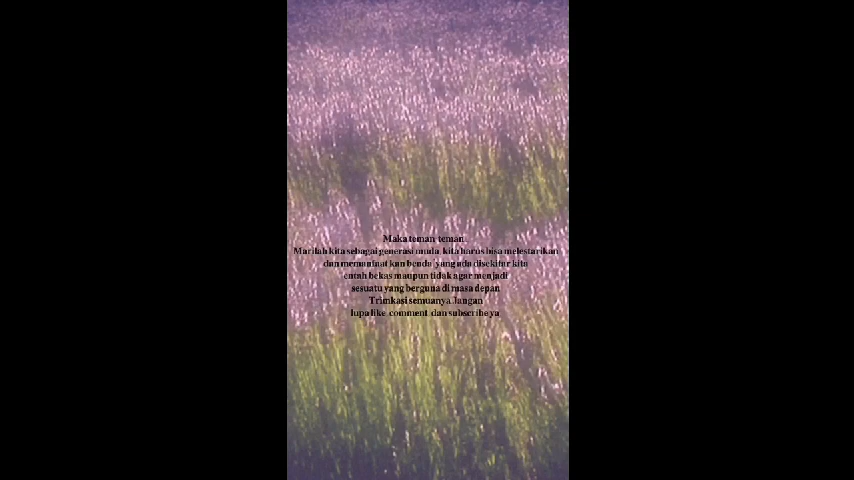 Maka teman teman
Marilah kita sebagai generasi muda kita harus bisa melestarikan
dan memanfaat kan benda yang ada disekitar kita
entah bekas maupun tidak agar menjadi
sesuatu yang berguna di masa depan
Trimkasi semuanya Jangan
lupa like comment dan subscribe ya